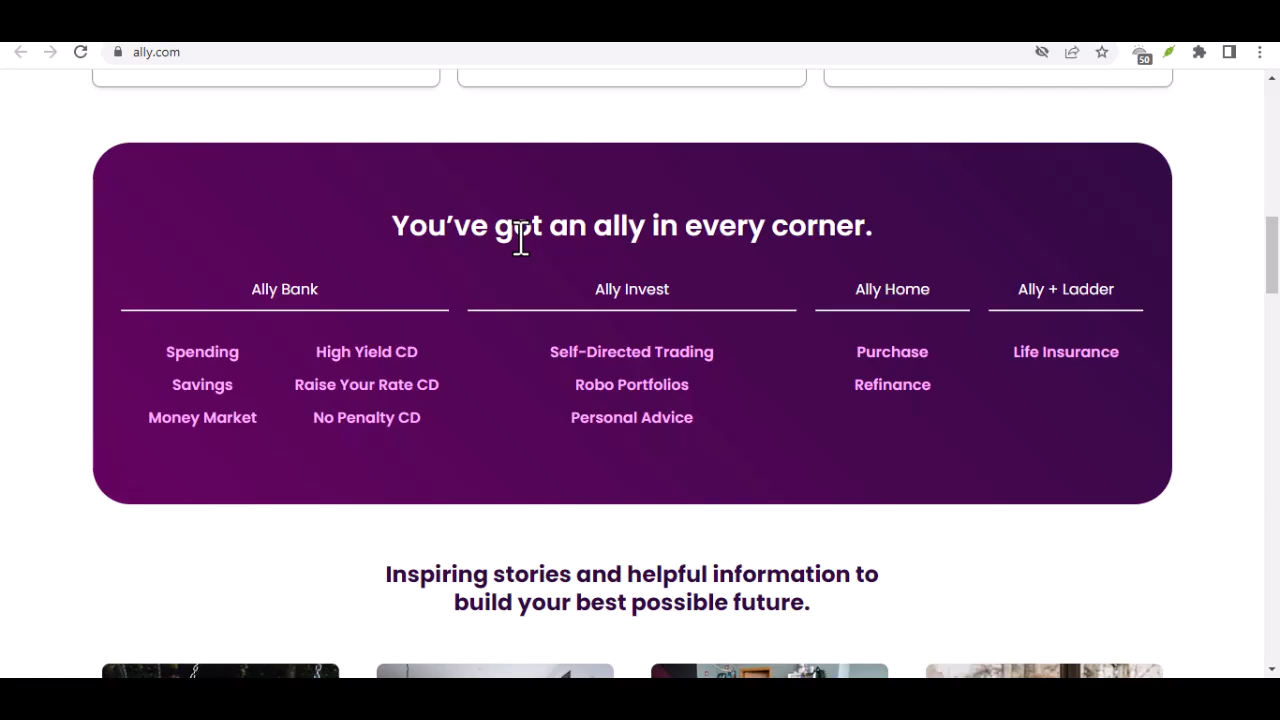 ally.com
50
You’ve got an ally in every corner.
Ally Bank
Spending
Savings
Money Market
High Yield CD
Raise Your Rate CD
No Penalty CD
Ally Invest
Self-Directed Trading
Robo Portfolios
Personal Advice
Ally Home
Purchase
Refinance
Ally + Ladder
Life Insurance
Inspiring stories and helpful information to
build your best possible future.